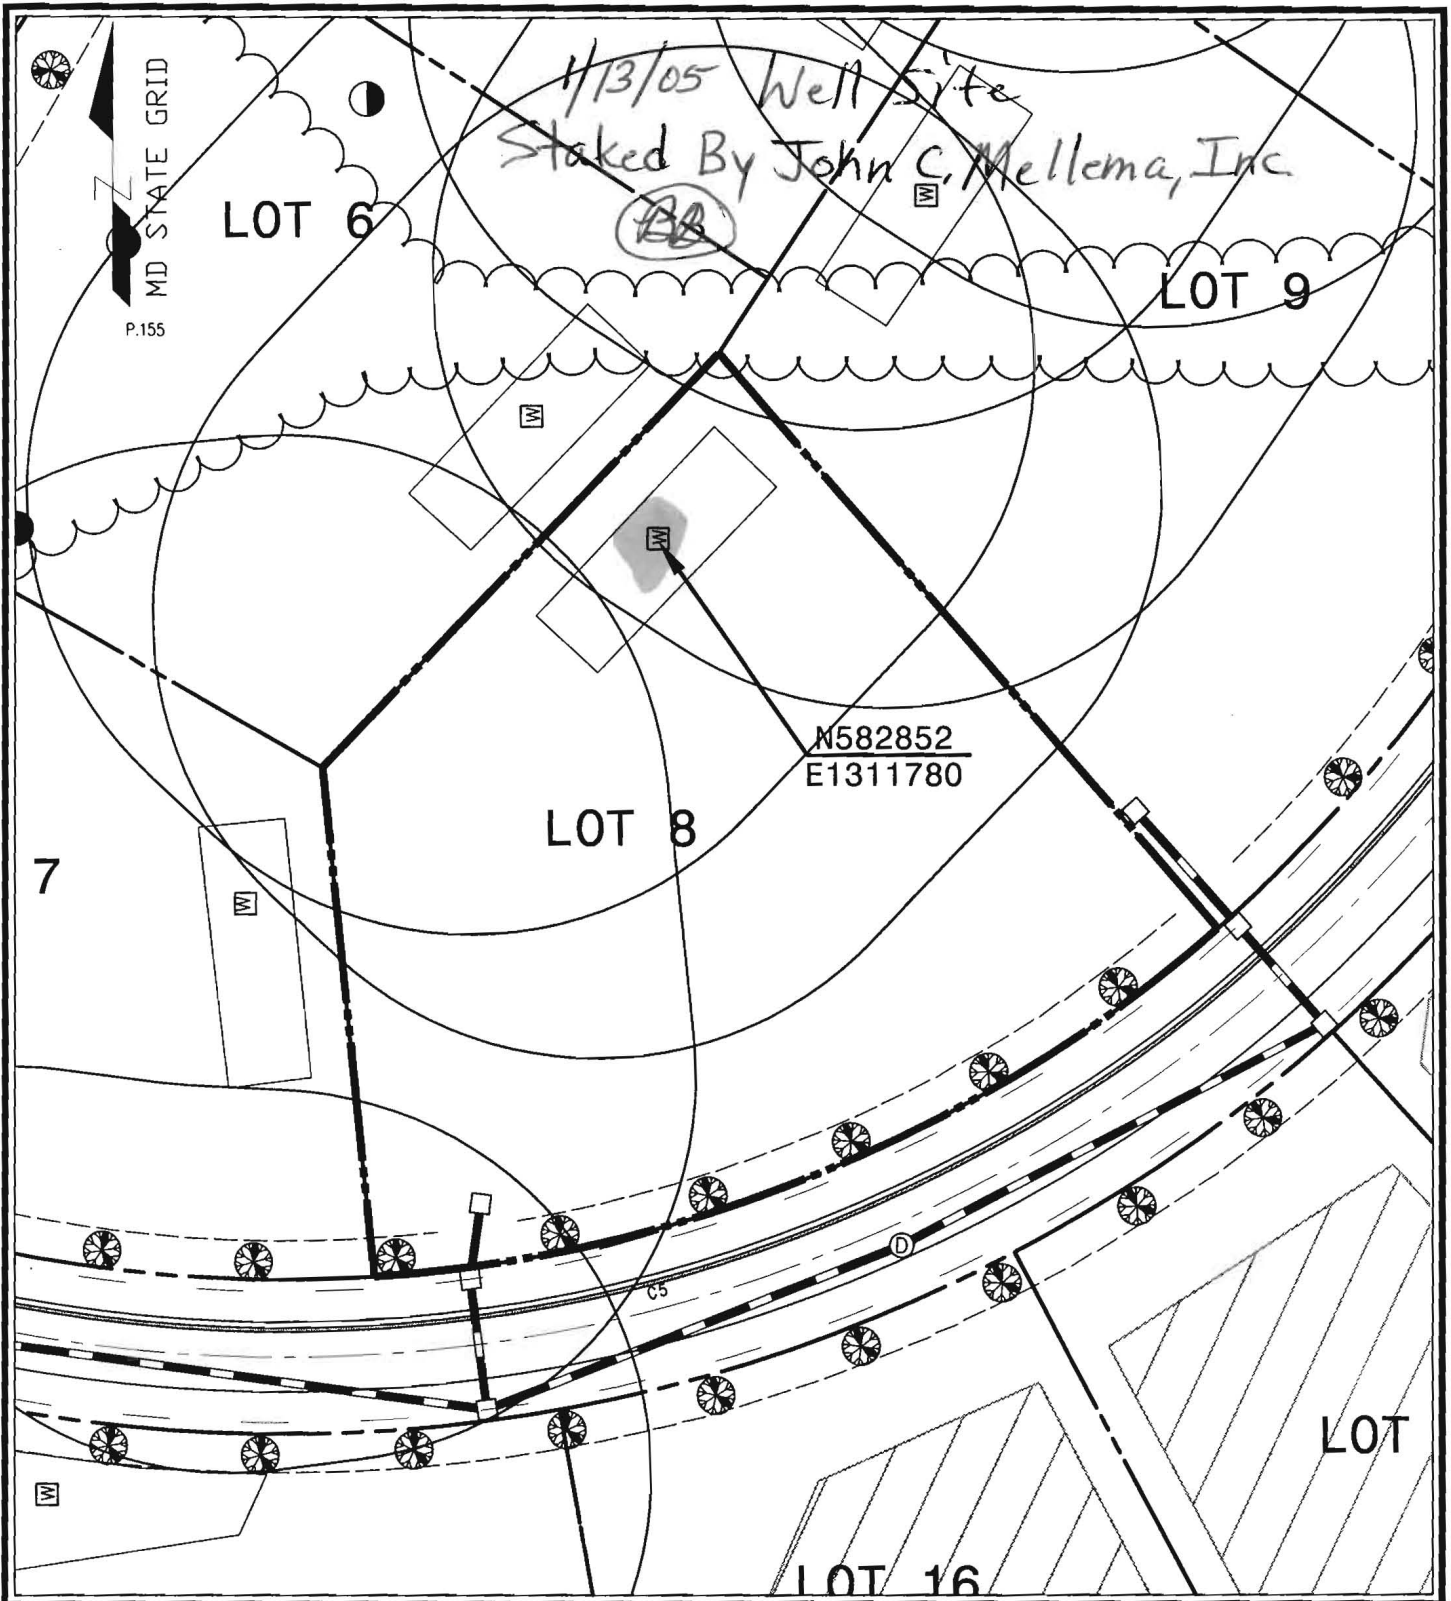 1/13/05 Well Site
Staked By John C. Mellema, Inc.
BB
MD STATE GRID
N
P.155
LOT 6
W
LOT 9
W
W
N582852
E1311780
LOT 8
7
W
D
C5
LOT
W
LOT 16